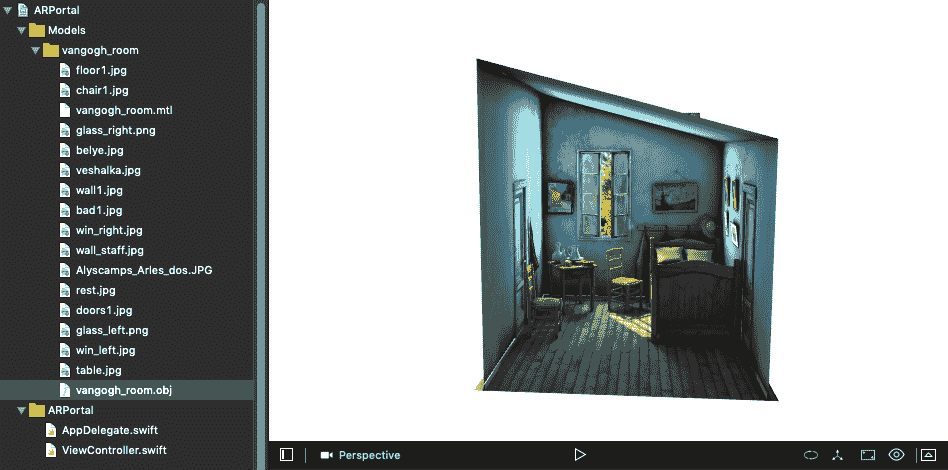 ARPortal
Models
vangogh_room
floor1.jpg
chair1.jpg
vangogh_room.mtl
glass_right.png
belye.jpg
veshalka.jpg
wall1.jpg
bad1.jpg
win_right.jpg
wall_staff.jpg
Alyscamps_Arles_dos.JPG
rest.jpg
doors1.jpg
glass_left.png
win_left.jpg
table.jpg
vangogh_room.obj
ARPortal
AppDelegate.swift
ViewController.swift
Perspective